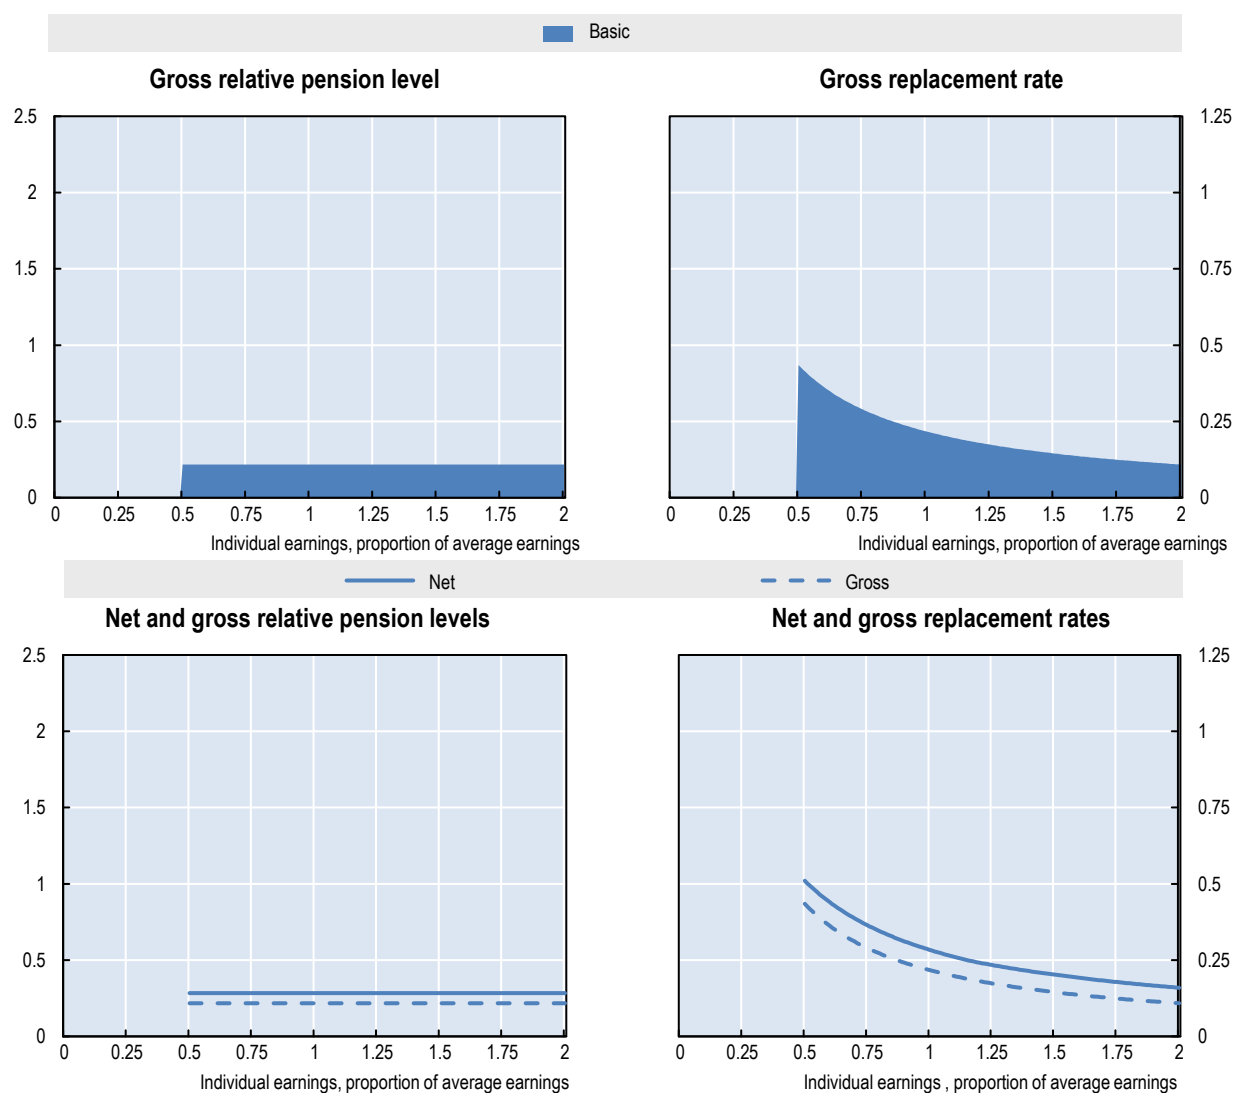 Basic
Gross relative pension level
Gross replacement rate
2.5
2
1.5
1
0.5
0
0 0.25 0.5 0.75 1 1.25 1.5 1.75 2
Individual earnings, proportion of average earnings
1.25
1
0.75
0.5
0.25
0
0 0.25 0.5 0.75 1 1.25 1.5 1.75 2
Individual earnings, proportion of average earnings
Net Gross
Net and gross relative pension levels
Net and gross replacement rates
2.5
2
1.5
1
0.5
0
0 0.25 0.5 0.75 1 1.25 1.5 1.75 2
Individual earnings, proportion of average earnings
1.25
1
0.75
0.5
0.25
0
0 0.25 0.5 0.75 1 1.25 1.5 1.75 2
Individual earnings , proportion of average earnings